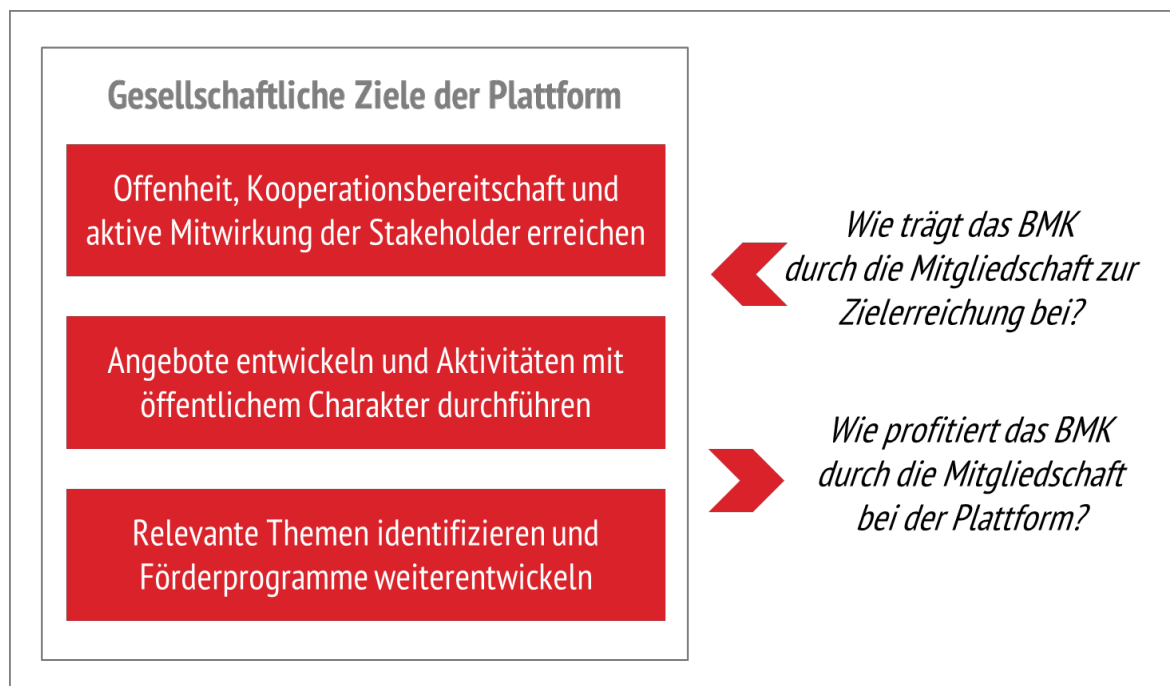 Gesellschaftliche Ziele der Plattform
Offenheit, Kooperationsbereitschaft und
aktive Mitwirkung der Stakeholder erreichen
Angebote entwickeln und Aktivitäten mit
öffentlichem Charakter durchführen
Relevante Themen identifizieren und
Förderprogramme weiterentwickeln
Wie trägt das BMK
durch die Mitgliedschaft zur
Zielerreichung bei?
Wie profitiert das BMK
durch die Mitgliedschaft
bei der Plattform?